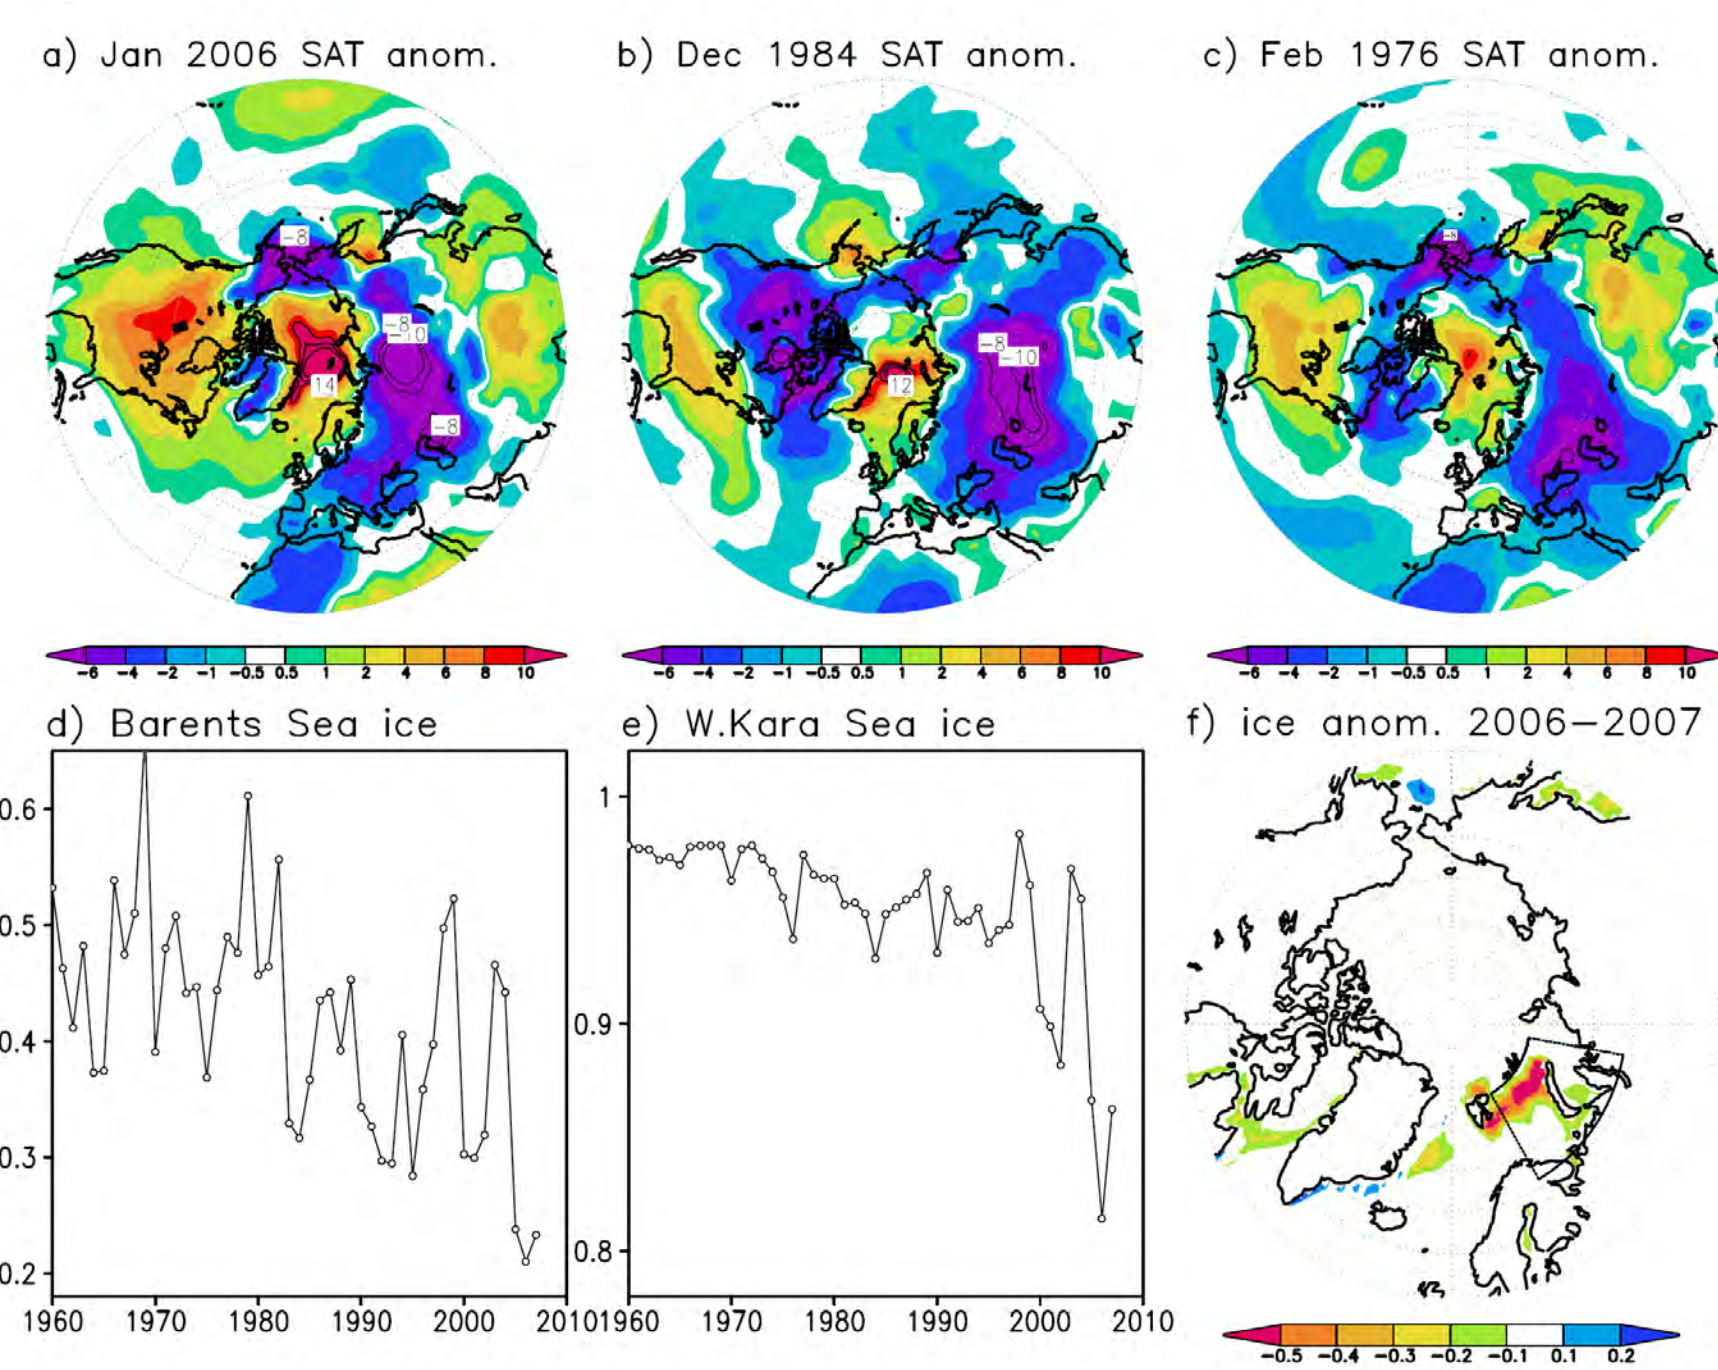 a) Jan 2006 SAT anom.
b) Dec 1984 SAT anom.
c) Feb 1976 SAT anom.
-8
-8
-10
14
-8
-8
-10
12
-8
-6 -4 -2 -1 -0.5 0.5 1 2 4 6 8 10
-6 -4 -2 -1 -0.5 0.5 1 2 4 6 8 10
-6 -4 -2 -1 -0.5 0.5 1 2 4 6 8 10
d) Barents Sea ice
0.6
0.5
0.4
0.3
0.2
1960 1970 1980 1990 2000 2010
e) W.Kara Sea ice
1
0.9
0.8
1960 1970 1980 1990 2000 2010
f) ice anom. 2006-2007
-0.5 -0.4 -0.3 -0.2 -0.1 0.1 0.2